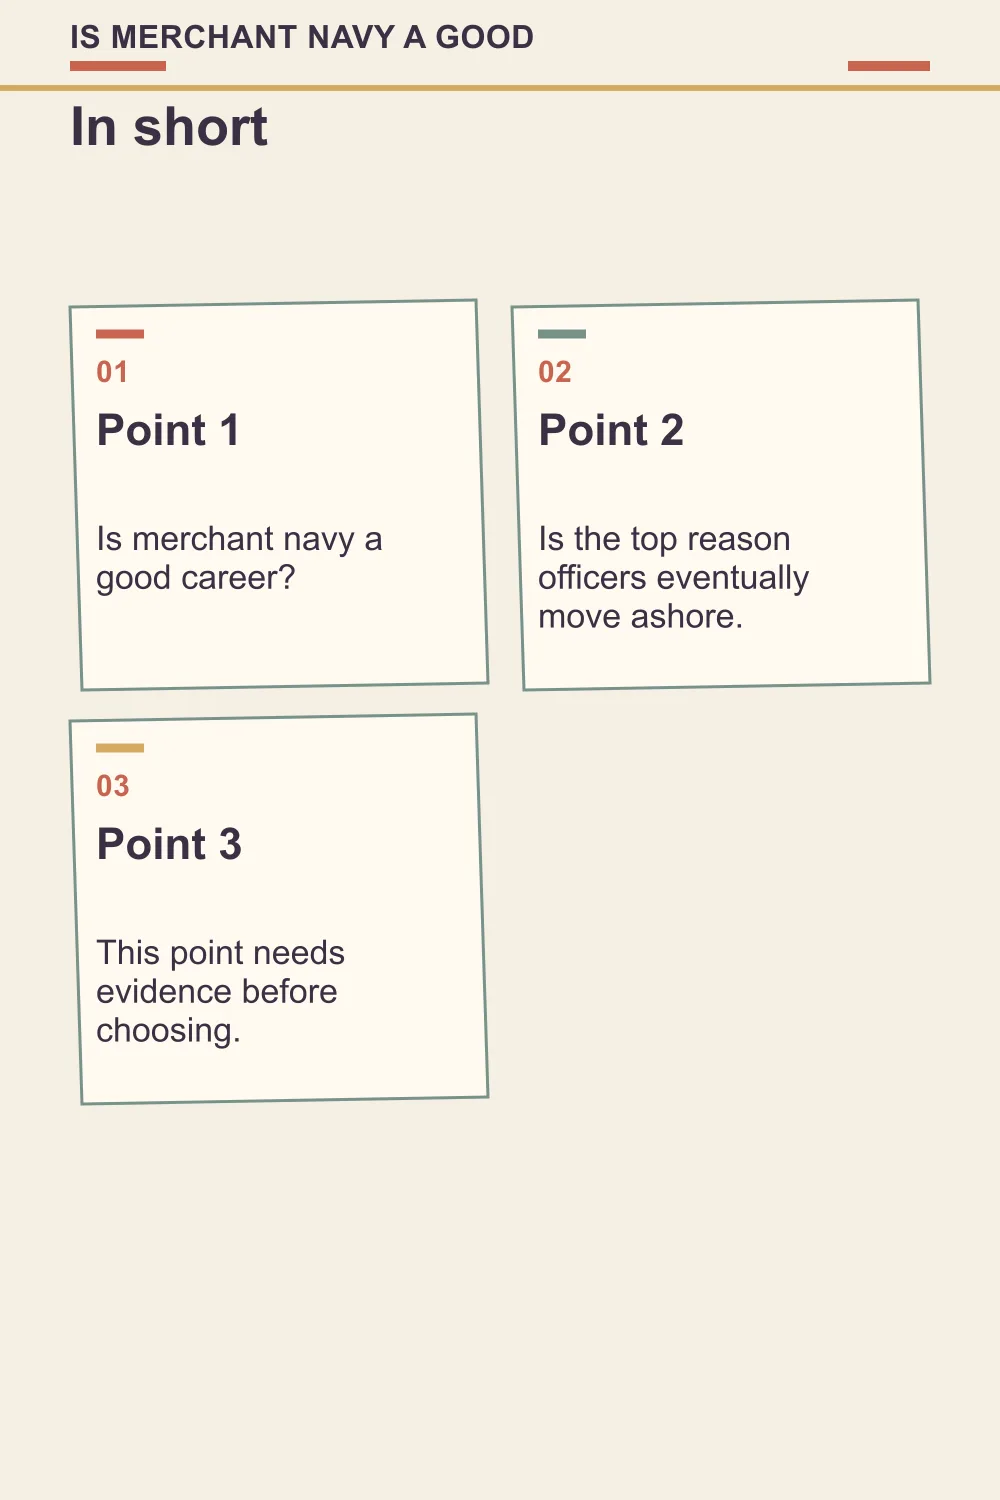 IS MERCHANT NAVY A GOOD
In short
01
Point 1
Is merchant navy a
good career?
02
Point 2
Is the top reason
officers eventually
move ashore.
03
Point 3
This point needs
evidence before
choosing.